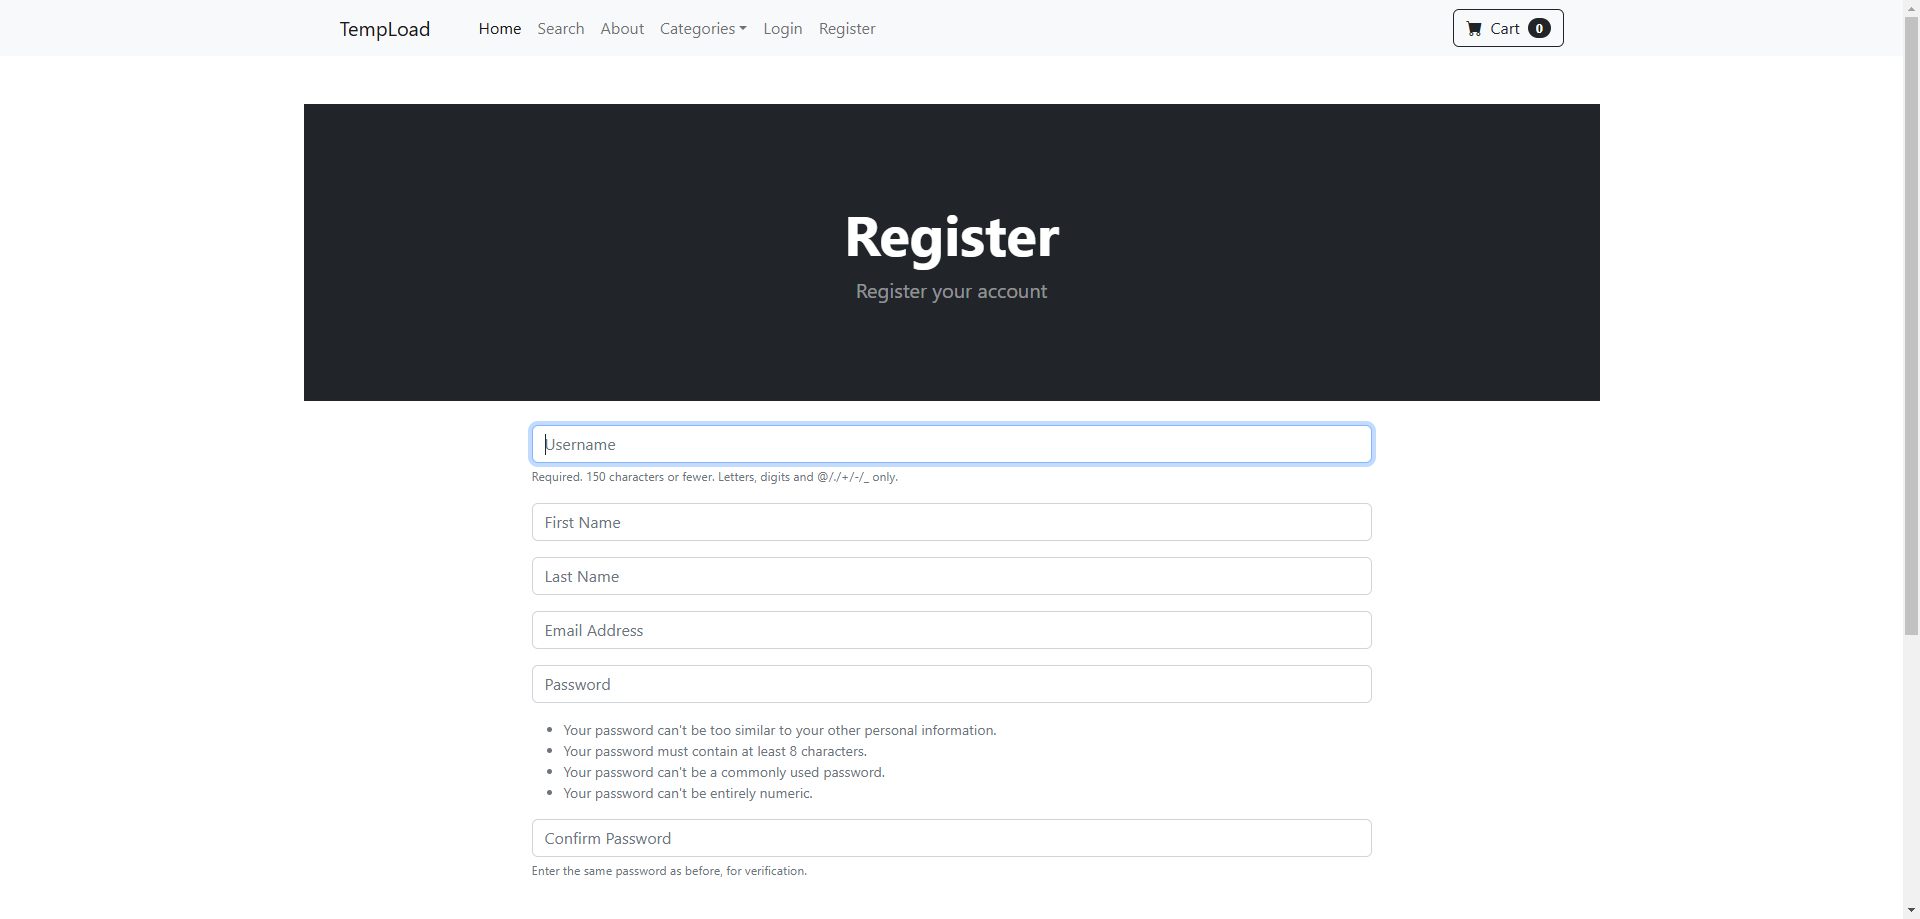 TempLoad Home Search About Categories Login Register Cart 0
Register
Register your account
Username
Required. 150 characters or fewer. Letters, digits and @/./+/-/_ only.
First Name
Last Name
Email Address
Password
Your password can't be too similar to your other personal information.
Your password must contain at least 8 characters.
Your password can't be a commonly used password.
Your password can't be entirely numeric.
Confirm Password
Enter the same password as before, for verification.